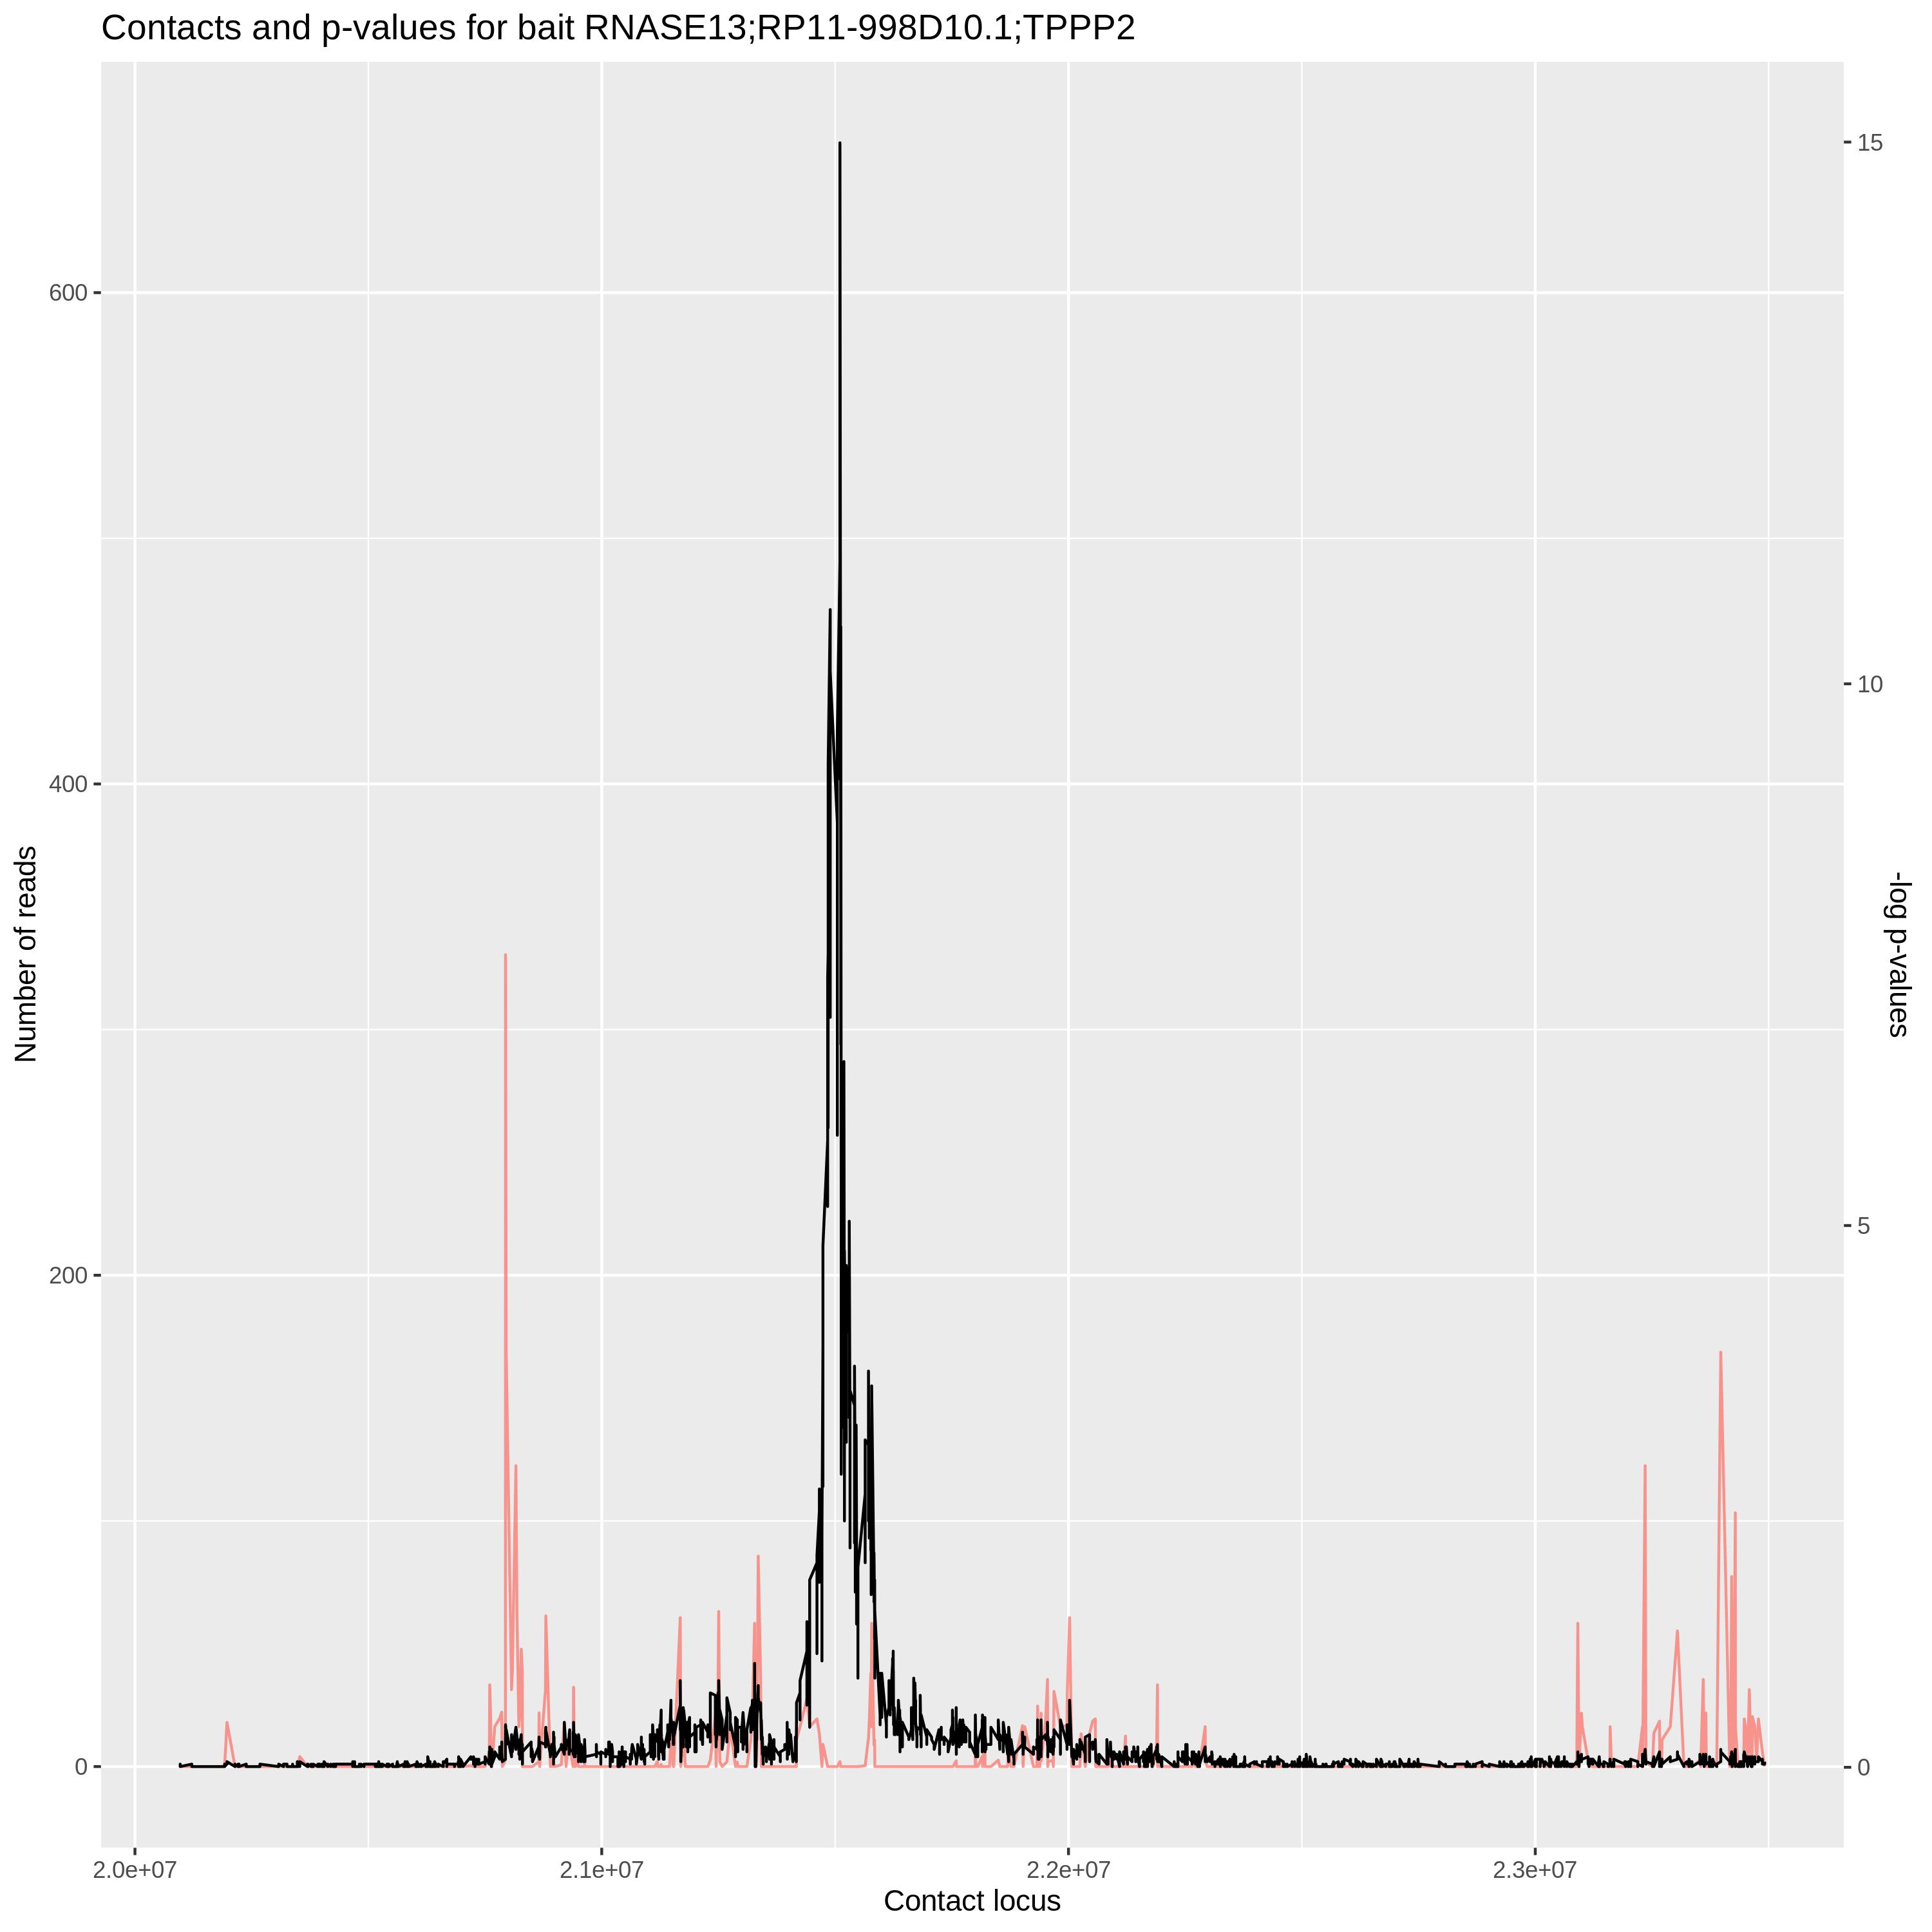 Contacts and p-values for bait RNASE13;RP11-998D10.1;TPPP2
Number of reads
600
400
200
0
15
10
5
0
-log p-values
2.0e+07 2.1e+07 2.2e+07 2.3e+07
Contact locus